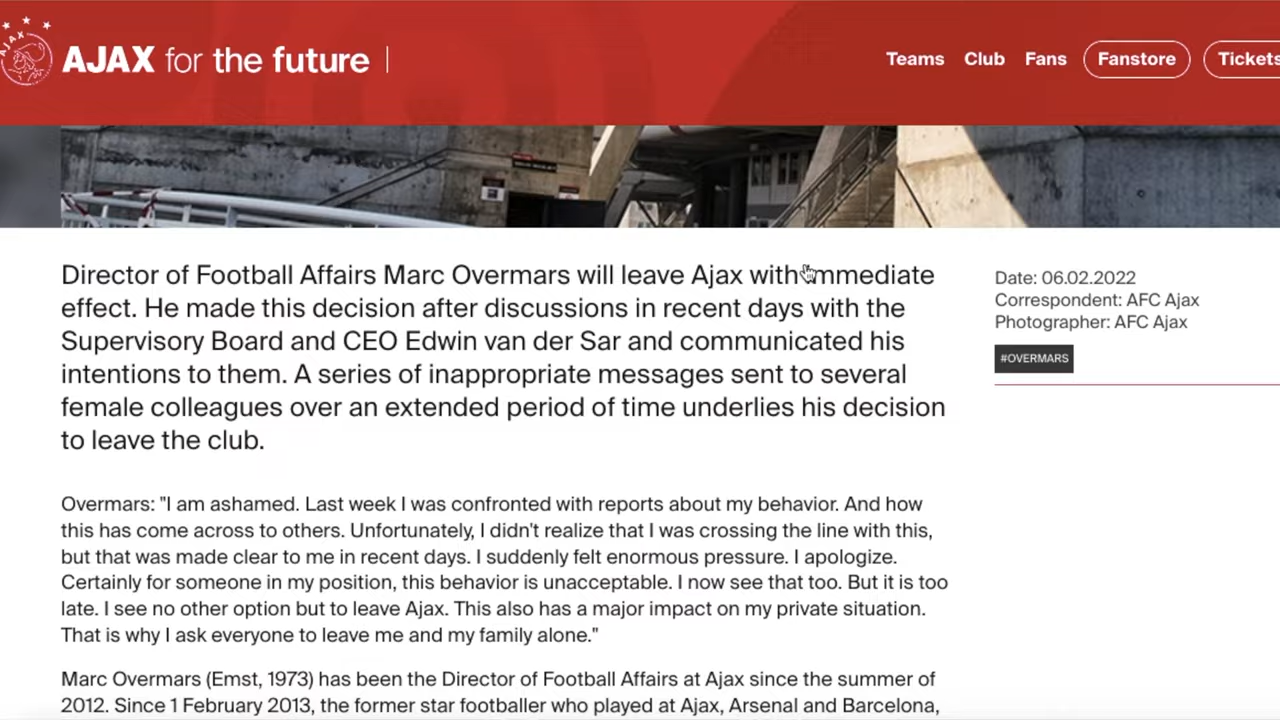 AJAX
AJAX for the future
Teams Club Fans Fanstore Tickets
Director of Football Affairs Marc Overmars will leave Ajax with immediate
effect. He made this decision after discussions in recent days with the
Supervisory Board and CEO Edwin van der Sar and communicated his
intentions to them. A series of inappropriate messages sent to several
female colleagues over an extended period of time underlies his decision
to leave the club.
Date: 06.02.2022
Correspondent: AFC Ajax
Photographer: AFC Ajax
#OVERMARS
Overmars: "I am ashamed. Last week I was confronted with reports about my behavior. And how
this has come across to others. Unfortunately, I didn't realize that I was crossing the line with this,
but that was made clear to me in recent days. I suddenly felt enormous pressure. I apologize.
Certainly for someone in my position, this behavior is unacceptable. I now see that too. But it is too
late. I see no other option but to leave Ajax. This also has a major impact on my private situation.
That is why I ask everyone to leave me and my family alone."
Marc Overmars (Emst, 1973) has been the Director of Football Affairs at Ajax since the summer of
2012. Since 1 February 2013, the former star footballer who played at Ajax, Arsenal and Barcelona,